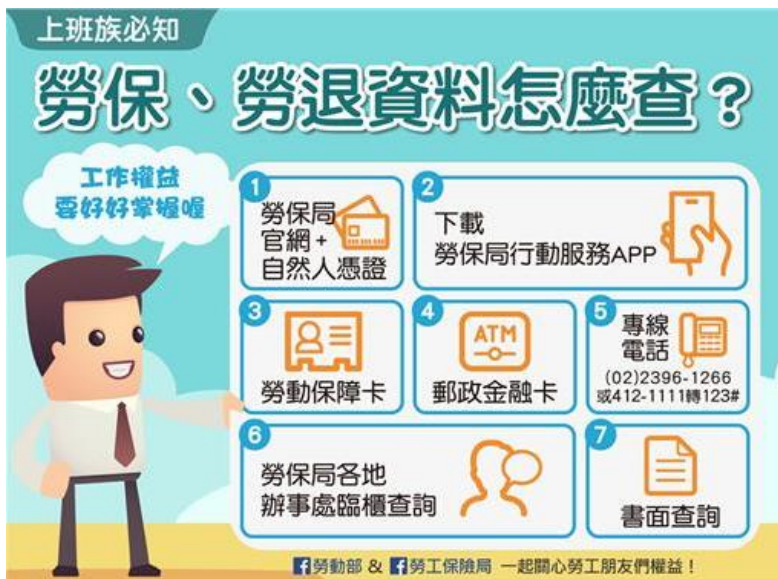 上班族必知
勞保、勞退資料怎麼查？
工作權益
要好好掌握喔
1
勞保局
官網+
自然人憑證
2
下載
勞保局行動服務APP
3
勞動保障卡
4
ATM
郵政金融卡
5
專線
電話
(02)2396-1266
或412-1111轉123#
6
勞保局各地
辦事處臨櫃查詢
7
書面查詢
f勞動部 & f勞工保險局 一起關心勞工朋友們權益！